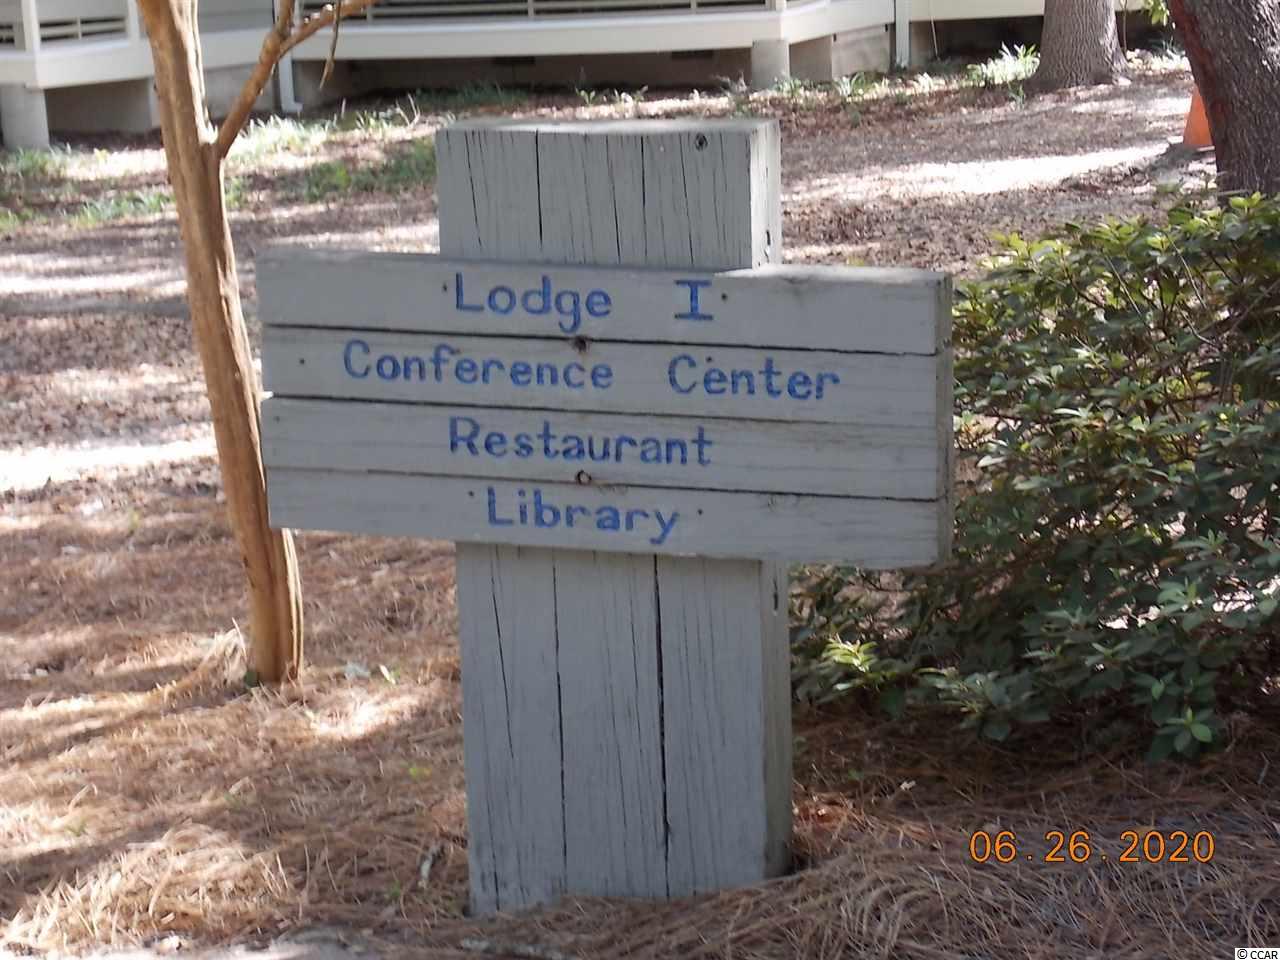 Lodge I
Conference Center
Restaurant
Library
06.26.2020
© CCAR